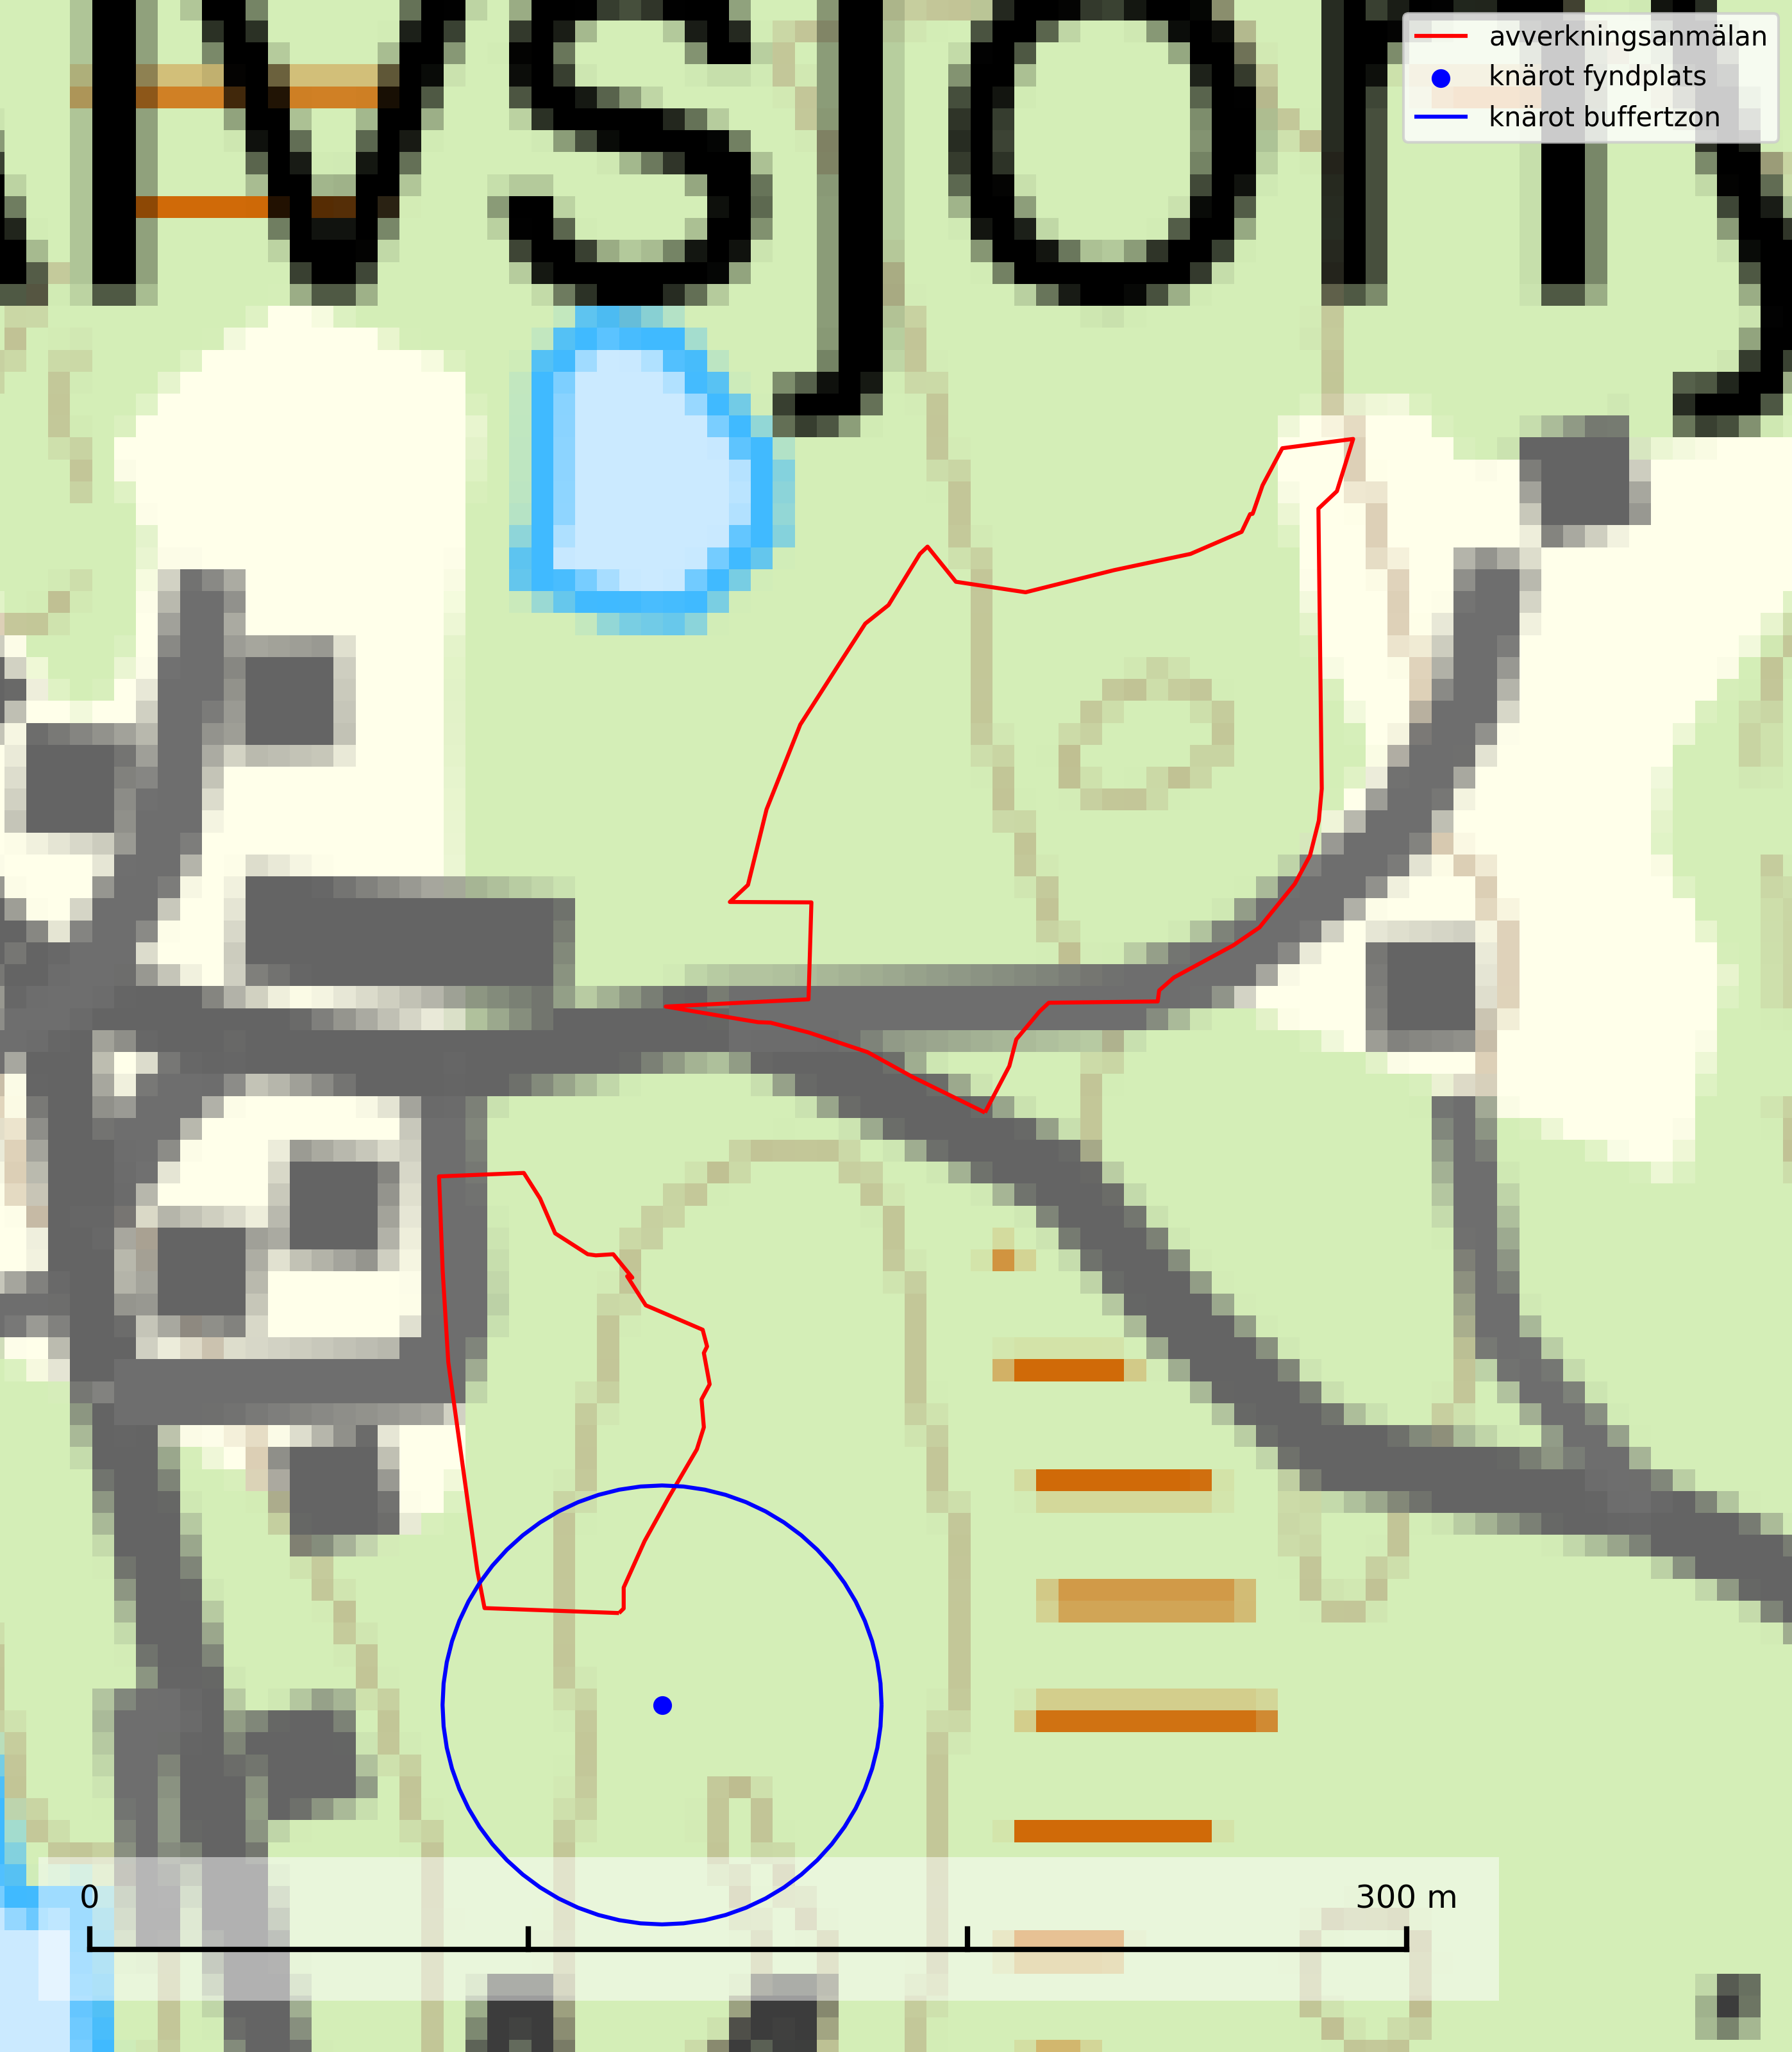 avverkningsanmälan
knärot fyndplats
knärot buffertzon
0
300 m